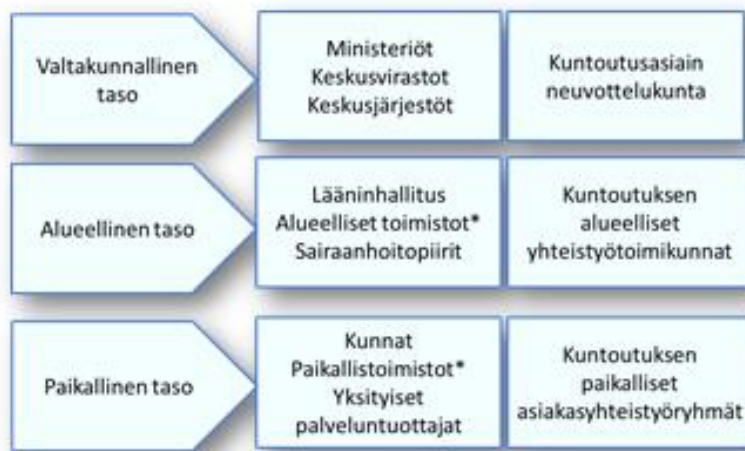 Valtakunnallinen
taso
Ministeriöt
Keskusvirastot
Keskusjärjestöt
Kuntoutusasiain
neuvottelukunta
Alueellinen taso
Lääninhallitus
Alueelliset toimistot*
Sairaanhoitopiirit
Kuntoutuksen
alueelliset
yhteistyötoimikunnat
Paikallinen taso
Kunnat
Paikallistoimistot*
Yksityiset
palveluntuottajat
Kuntoutuksen
paikalliset
asiakasyhteistyöryhmät